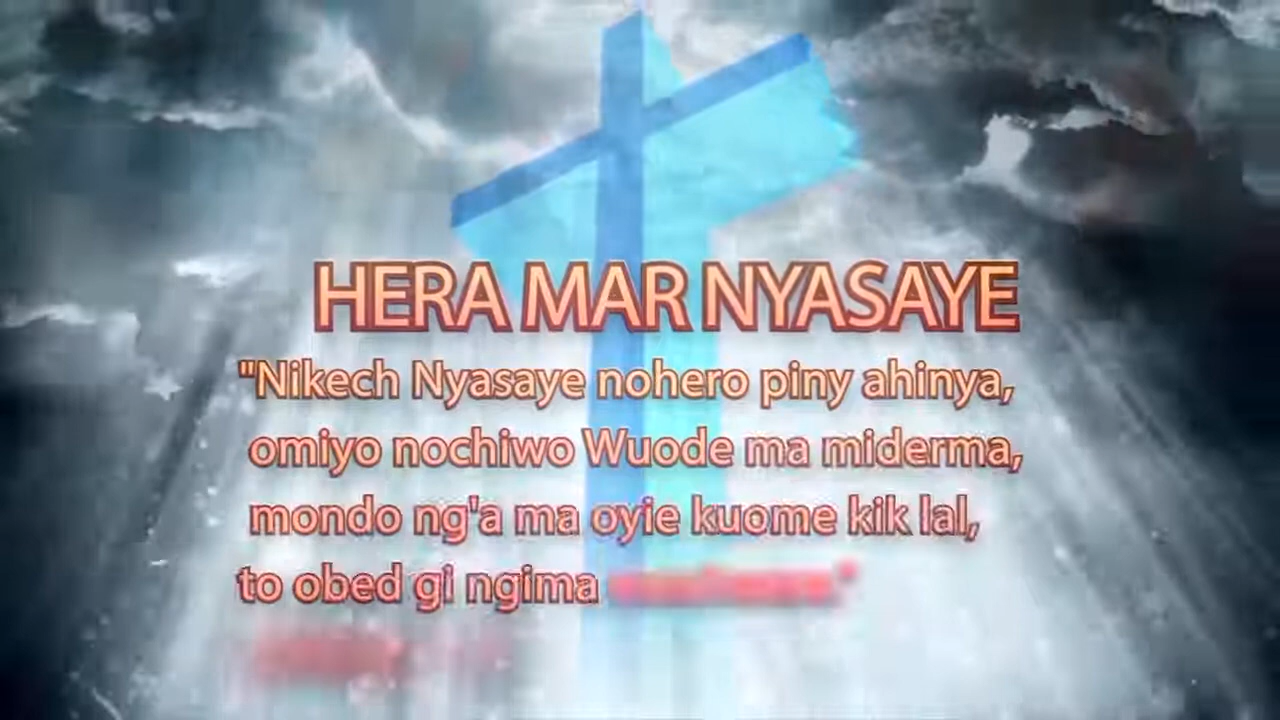 HERA MAR NYASAYE
"Nikech Nyasaye nohero piny ahinya,
omiyo nochiwo Wuode ma miderma,
mondo ng'a ma oyie kuome kik lal,
to obed gi ngima